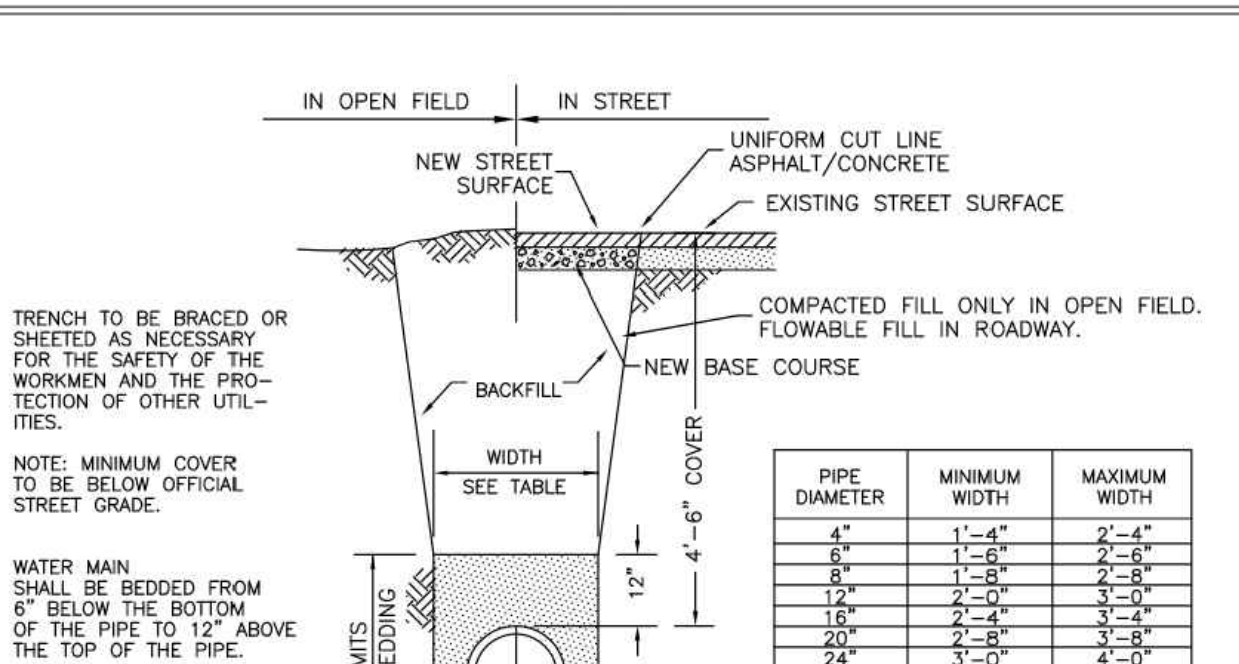 IN OPEN FIELD
IN STREET
UNIFORM CUT LINE
ASPHALT/CONCRETE
NEW STREET
SURFACE
EXISTING STREET SURFACE
COMPACTED FILL ONLY IN OPEN FIELD.
FLOWABLE FILL IN ROADWAY.
NEW BASE COURSE
BACKFILL
TRENCH TO BE BRACED OR
SHEETED AS NECESSARY
FOR THE SAFETY OF THE
WORKMEN AND THE PRO-
TECTION OF OTHER UTIL-
ITIES.
NOTE: MINIMUM COVER
TO BE BELOW OFFICIAL
STREET GRADE.
WATER MAIN
SHALL BE BEDDED FROM
6" BELOW THE BOTTOM
OF THE PIPE TO 12" ABOVE
THE TOP OF THE PIPE.
WIDTH
SEE TABLE
12"
4'-6" COVER
PIPE DIAMETER MINIMUM WIDTH MAXIMUM WIDTH
4" 1'-4" 2'-4"
6" 1'-6" 2'-6"
8" 1'-8" 2'-8"
12" 2'-0" 3'-0"
16" 2'-4" 3'-4"
20" 2'-8" 3'-8"
24" 3'-0" 4'-0"